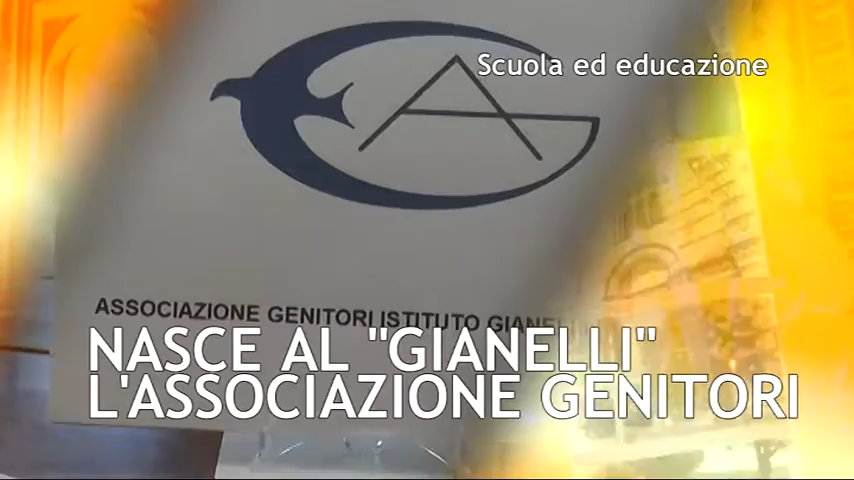 Scuola ed educazione
ASSOCIAZIONE GENITORI ISTITUTO
NASCE AL "GIANELLI"
L'ASSOCIAZIONE GENITORI